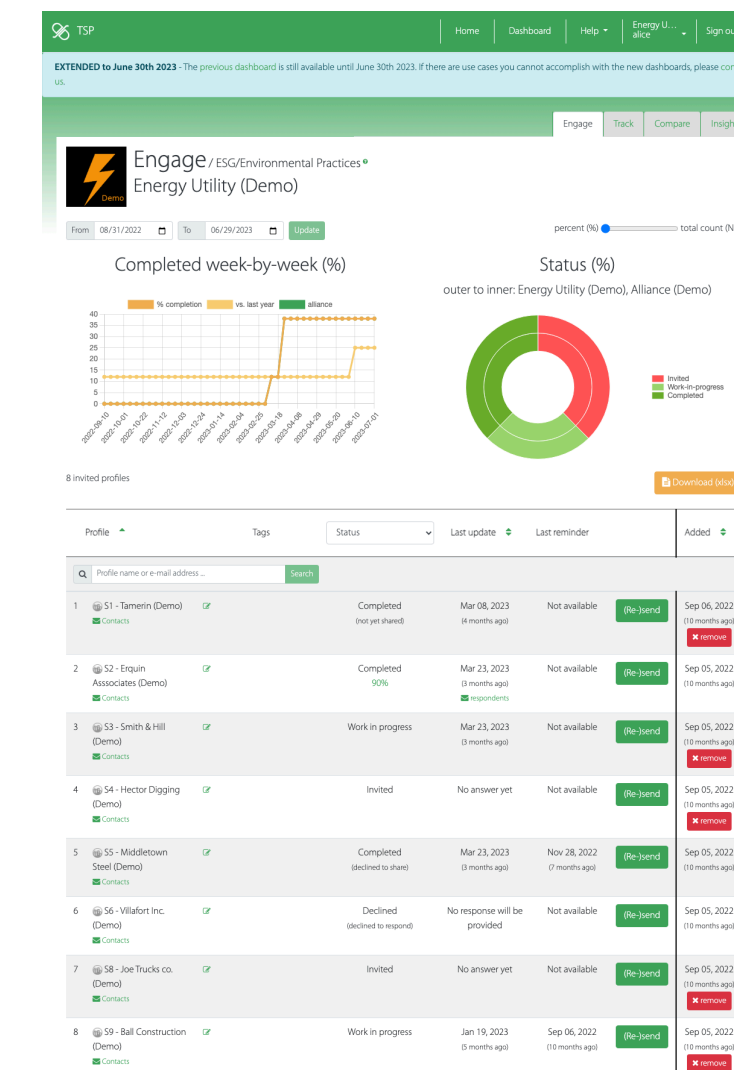 TSP
Home
Dashboard
Help
Energy U...
alice
Sign ou
EXTENDED to June 30th 2023 - The previous dashboard is still available until June 30th 2023. If there are use cases you cannot accomplish with the new dashboards, please con
us.
Engage
Track
Compare
Insigh
Engage / ESG/Environmental Practices
Energy Utility (Demo)
Demo
From 08/31/2022 To 06/29/2023 Update
percent (%) total count (N
Completed week-by-week (%)
% completion vs. last year alliance
40
35
30
25
20
15
10
5
0
2022-09-10 2022-10-01 2022-10-22 2022-11-12 2022-12-03 2022-12-24 2023-01-14 2023-02-04 2023-02-25 2023-03-18 2023-04-08 2023-04-29 2023-05-20 2023-06-10 2023-07-01
Status (%)
outer to inner: Energy Utility (Demo), Alliance (Demo)
Invited
Work-in-progress
Completed
8 invited profiles
Download (xlsx)
Profile Tags Status Last update Last reminder Added
Profile name or e-mail address ... Search
1 S1 - Tamerin (Demo) Completed Mar 08, 2023 Not available (Re-)send Sep 06, 2022
Contacts (not yet shared) (4 months ago) (10 months ago)
remove
2 S2 - Erquin Completed Mar 23, 2023 Not available (Re-)send Sep 05, 2022
Asssociates (Demo) 90% (3 months ago) (10 months ago)
Contacts respondents
3 S3 - Smith & Hill Work in progress Mar 23, 2023 Not available (Re-)send Sep 05, 2022
(Demo) (3 months ago) (10 months ago)
Contacts remove
4 S4 - Hector Digging Invited No answer yet Not available (Re-)send Sep 05, 2022
(Demo) (10 months ago)
Contacts remove
5 S5 - Middletown Completed Mar 23, 2023 Nov 28, 2022 (Re-)send Sep 05, 2022
Steel (Demo) (declined to share) (3 months ago) (7 months ago) (10 months ago)
Contacts
6 S6 - Villafort Inc. Declined No response will be Not available (Re-)send Sep 05, 2022
(Demo) (declined to respond) provided (10 months ago)
Contacts
7 S8 - Joe Trucks co. Invited No answer yet Not available (Re-)send Sep 05, 2022
(Demo) (10 months ago)
Contacts remove
8 S9 - Ball Construction Work in progress Jan 19, 2023 Sep 06, 2022 (Re-)send Sep 05, 2022
(Demo) (5 months ago) (10 months ago) (10 months ago)
Contacts remove